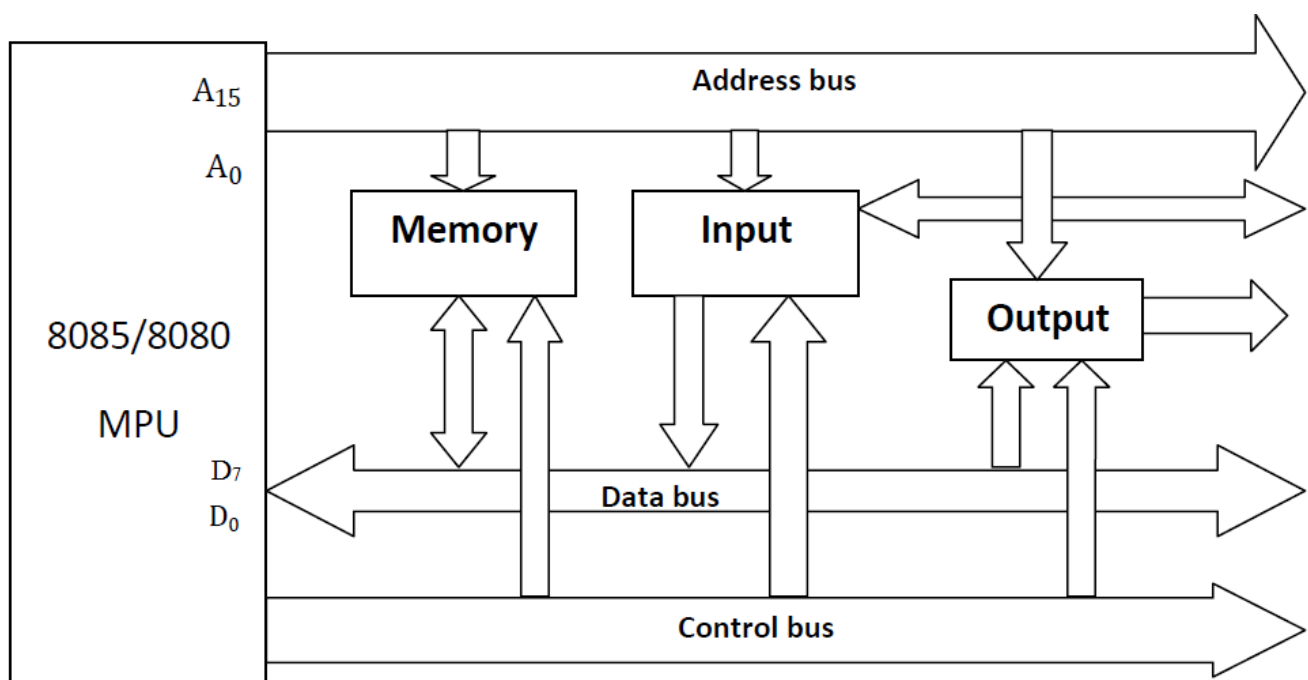 Address bus
A₁₅
A₀
Memory
Input
Output
8085/8080
MPU
D₇
D₀
Data bus
Control bus